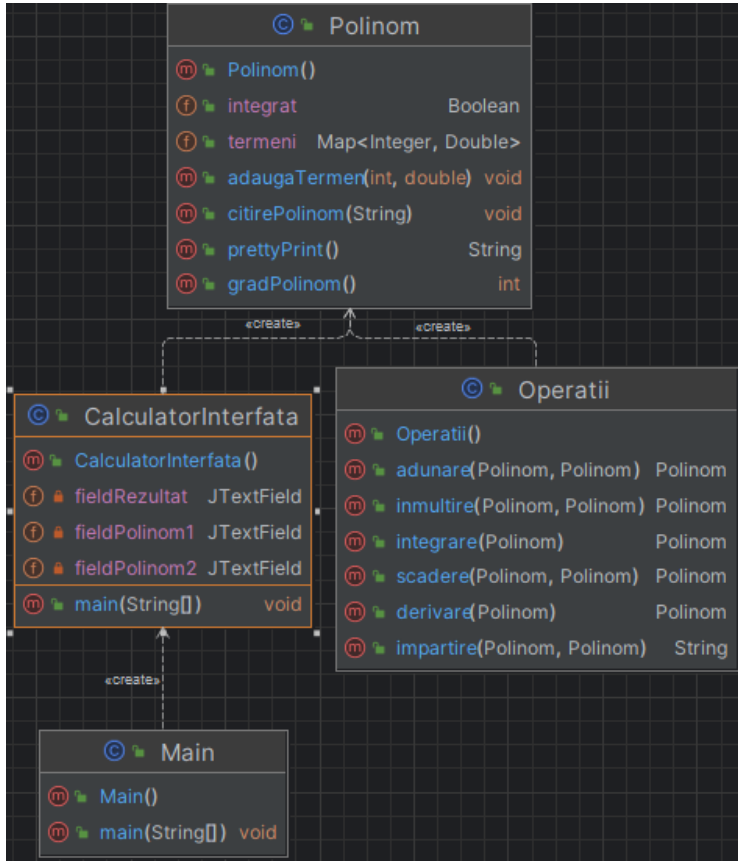 Polinom
Polinom()
integrat Boolean
termeni Map<Integer, Double>
adaugaTermen(int, double) void
citirePolinom(String) void
prettyPrint() String
gradPolinom() int
«create» «create»
CalculatorInterfata
CalculatorInterfata()
fieldRezultat JTextField
fieldPolinom1 JTextField
fieldPolinom2 JTextField
main(String[]) void
Operatii
Operatii()
adunare(Polinom, Polinom) Polinom
inmultire(Polinom, Polinom) Polinom
integrare(Polinom) Polinom
scadere(Polinom, Polinom) Polinom
derivare(Polinom) Polinom
impartire(Polinom, Polinom) String
«create»
Main
Main()
main(String[]) void